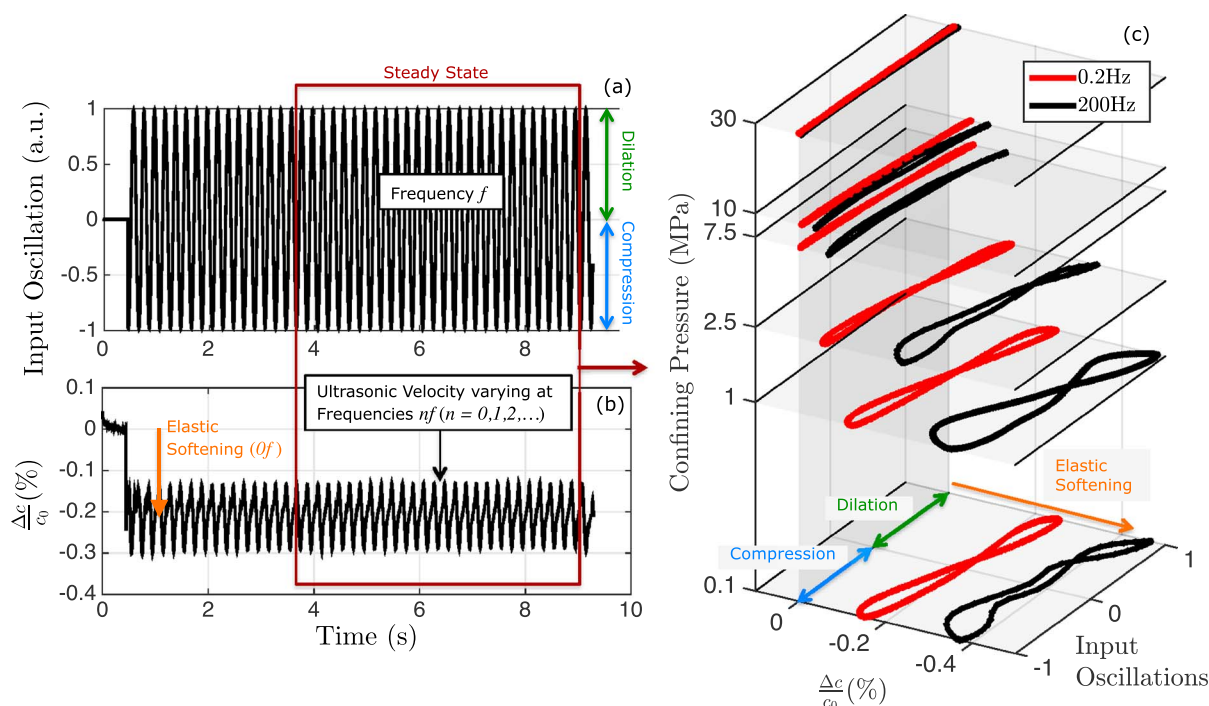 Steady State
(a)
Input Oscillation (a.u.)
1
0
-0.5
-1
Frequency f
Dilation
Compression
0 2 4 6 8
Ultrasonic Velocity varying at
Frequencies nf (n = 0,1,2,...)
(b)
Elastic
Softening (0f)
Δc/c₀(%)
0.1
0
-0.1
-0.2
-0.3
-0.4
0 2 4 6 8 10
Time (s)
(c)
0.2Hz
200Hz
Confining Pressure (MPa)
30
10
7.5
2.5
1
0.1
Elastic
Softening
Dilation
Compression
0
-0.2
-0.4
Δc/c₀(%)
-1
0
1
Input
Oscillations